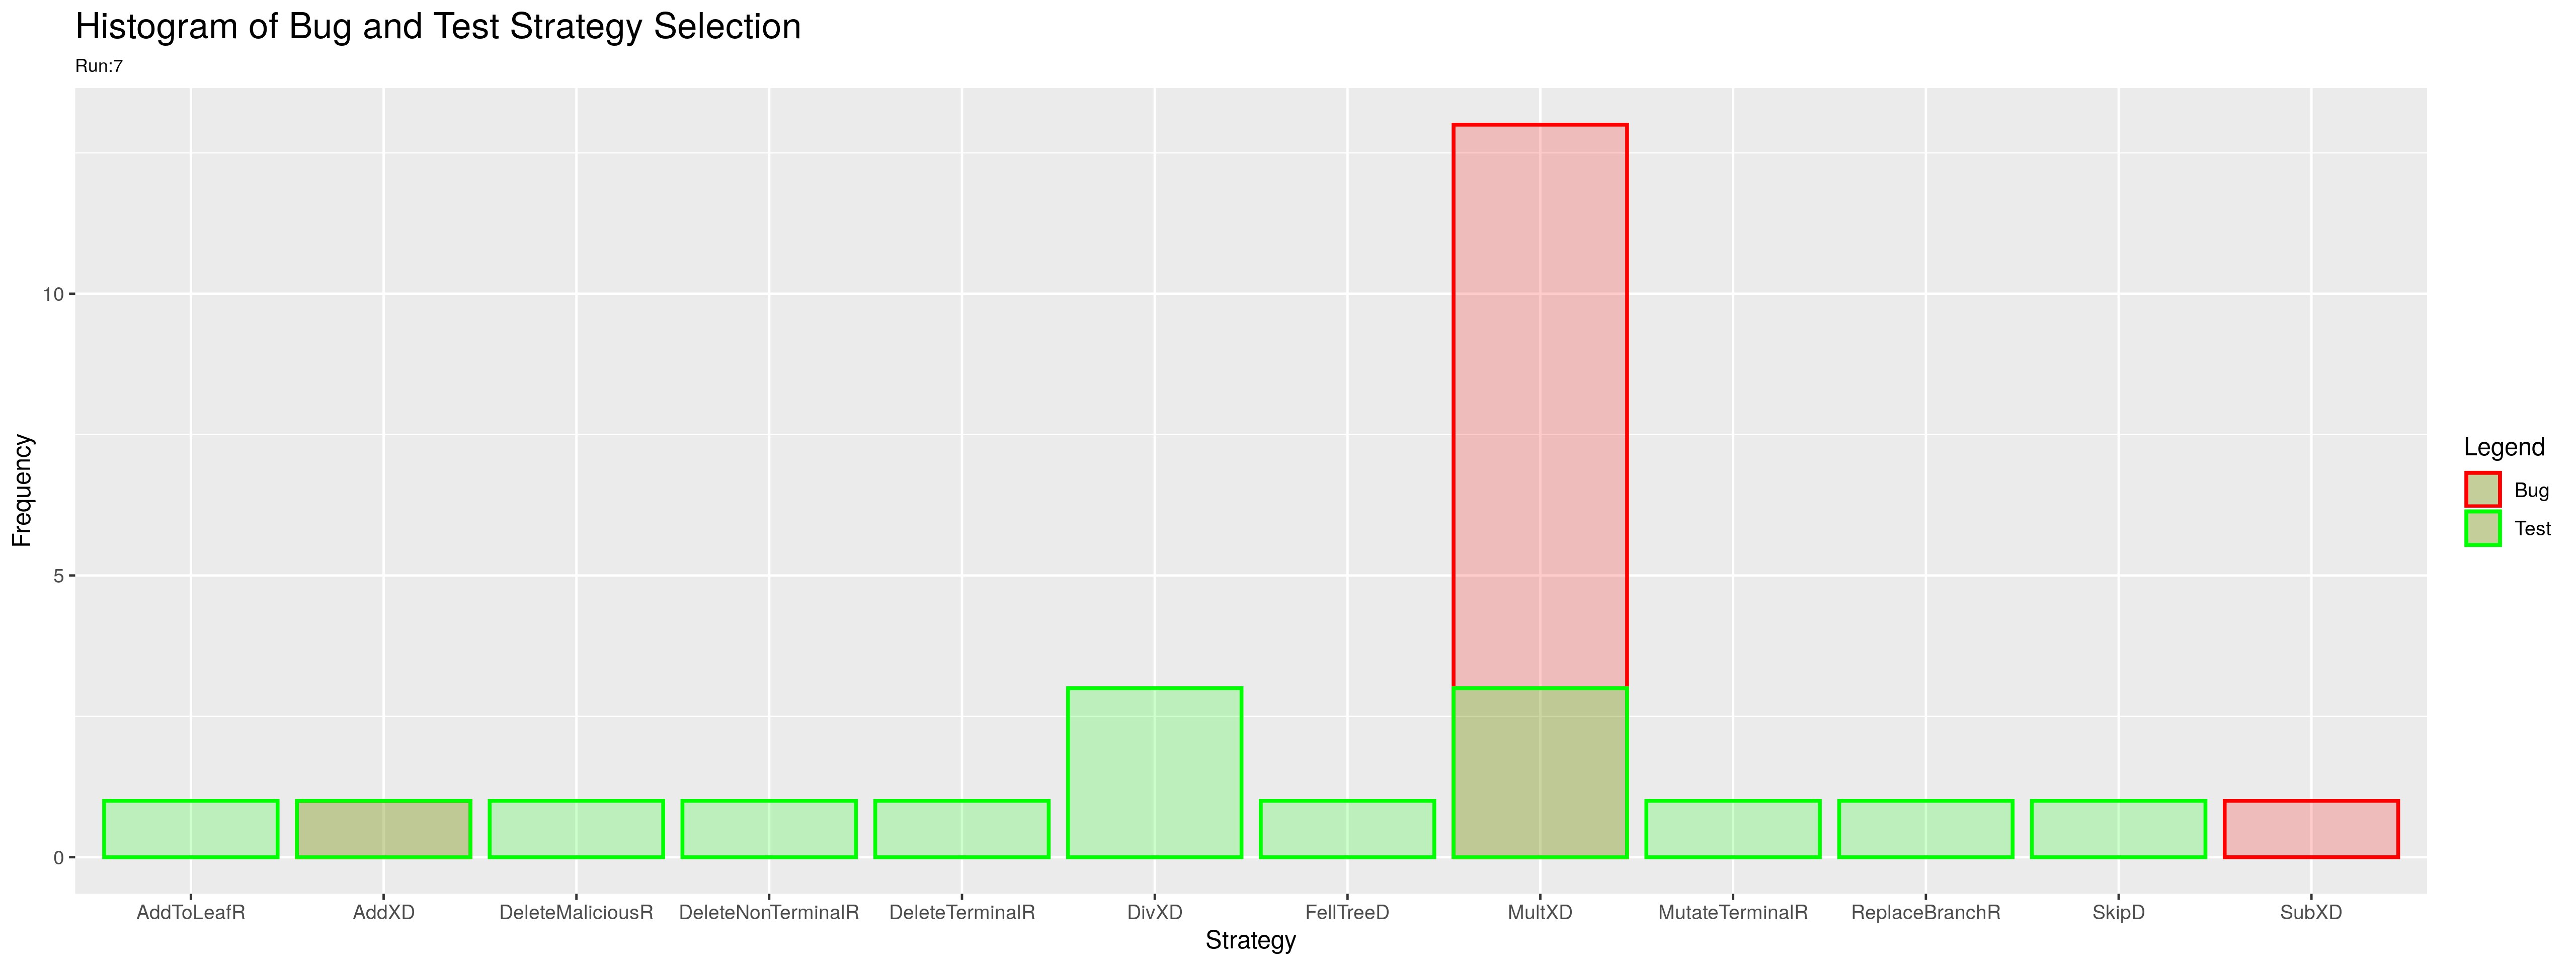 Histogram of Bug and Test Strategy Selection
Run:7
Frequency
10
5
0
AddToLeafR AddXD DeleteMaliciousR DeleteNonTerminalR DeleteTerminalR DivXD FellTreeD MultXD MutateTerminalR ReplaceBranchR SkipD SubXD
Strategy
Legend
Bug
Test